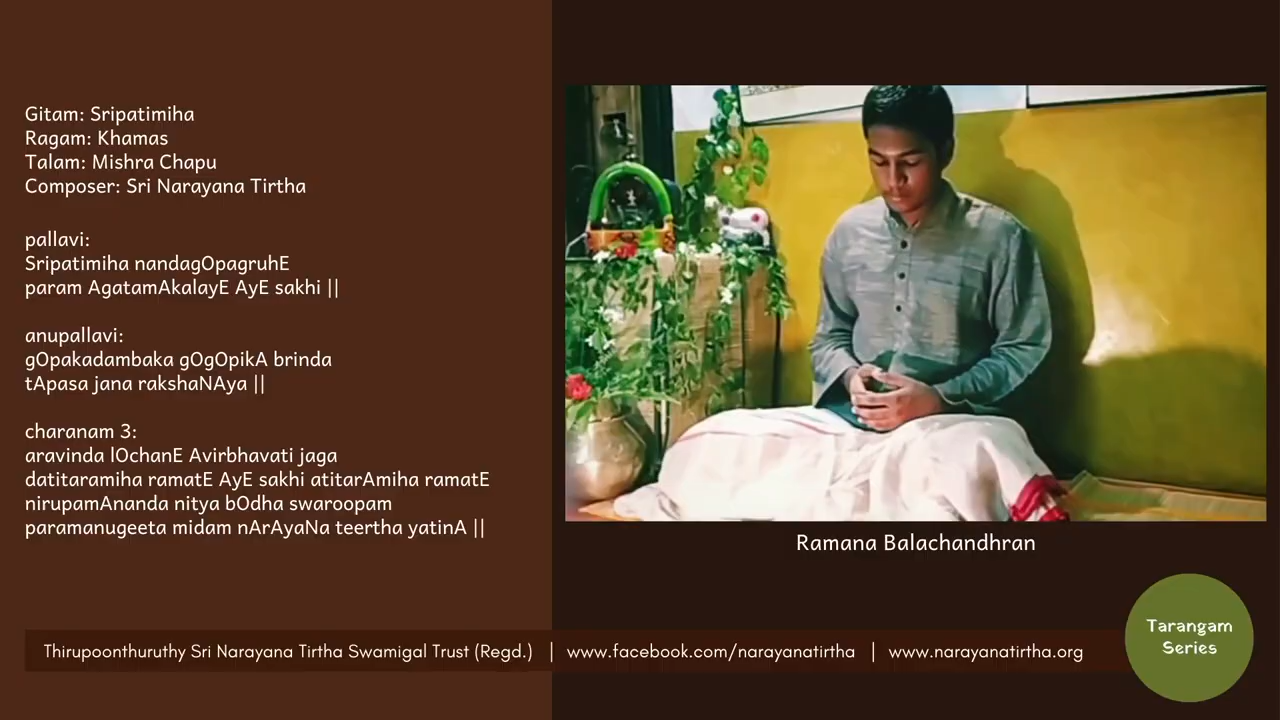 Gitam: Sripatimiha
Ragam: Khamas
Talam: Mishra Chapu
Composer: Sri Narayana Tirtha
pallavi:
Sripatimiha nandagOpagruhE
param AgatamAkalayE AyE sakhi ||
anupallavi:
gOpakadambaka gOgOpikA brinda
tApasa jana rakshaNAya ||
charanam 3:
aravinda lOchanE Avirbhavati jaga
datitaramiha ramatE AyE sakhi atitarAmiha ramatE
nirupamAnanda nitya bOdha swaroopam
paramanugeeta midam nArAyaNa teertha yatinA ||
Ramana Balachandhran
Thirupoonthuruthy Sri Narayana Tirtha Swamigal Trust (Regd.) | www.facebook.com/narayanatirtha | www.narayanatirtha.org
Tarangam
Series